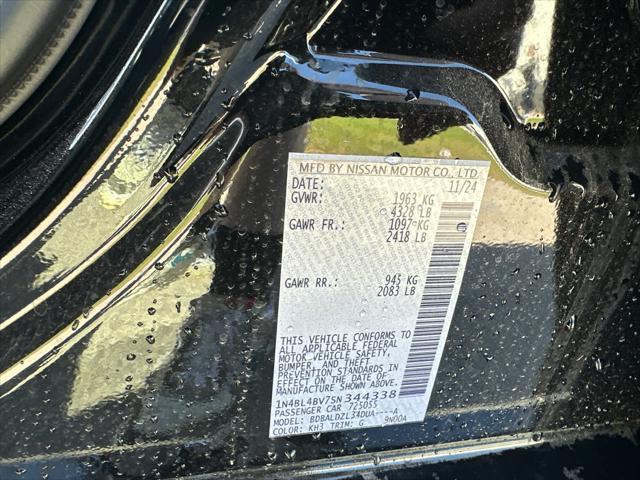 MFD BY NISSAN MOTOR CO., LTD.
DATE: 11/24
GVWR: 1963 KG
4328 LB
GAWR FR.: 1097 KG
2418 LB
GAWR RR.: 945 KG
2083 LB
THIS VEHICLE CONFORMS TO
ALL APPLICABLE FEDERAL
MOTOR VEHICLE SAFETY,
BUMPER, AND THEFT
PREVENTION STANDARDS IN
EFFECT ON THE DATE OF
MANUFACTURE SHOWN ABOVE.
1N4BL4BV7SN344338
PASSENGER CAR 725055
MODEL: BDBALDZL34DUA----A
COLOR: KH3 TRIM: G 9N00A